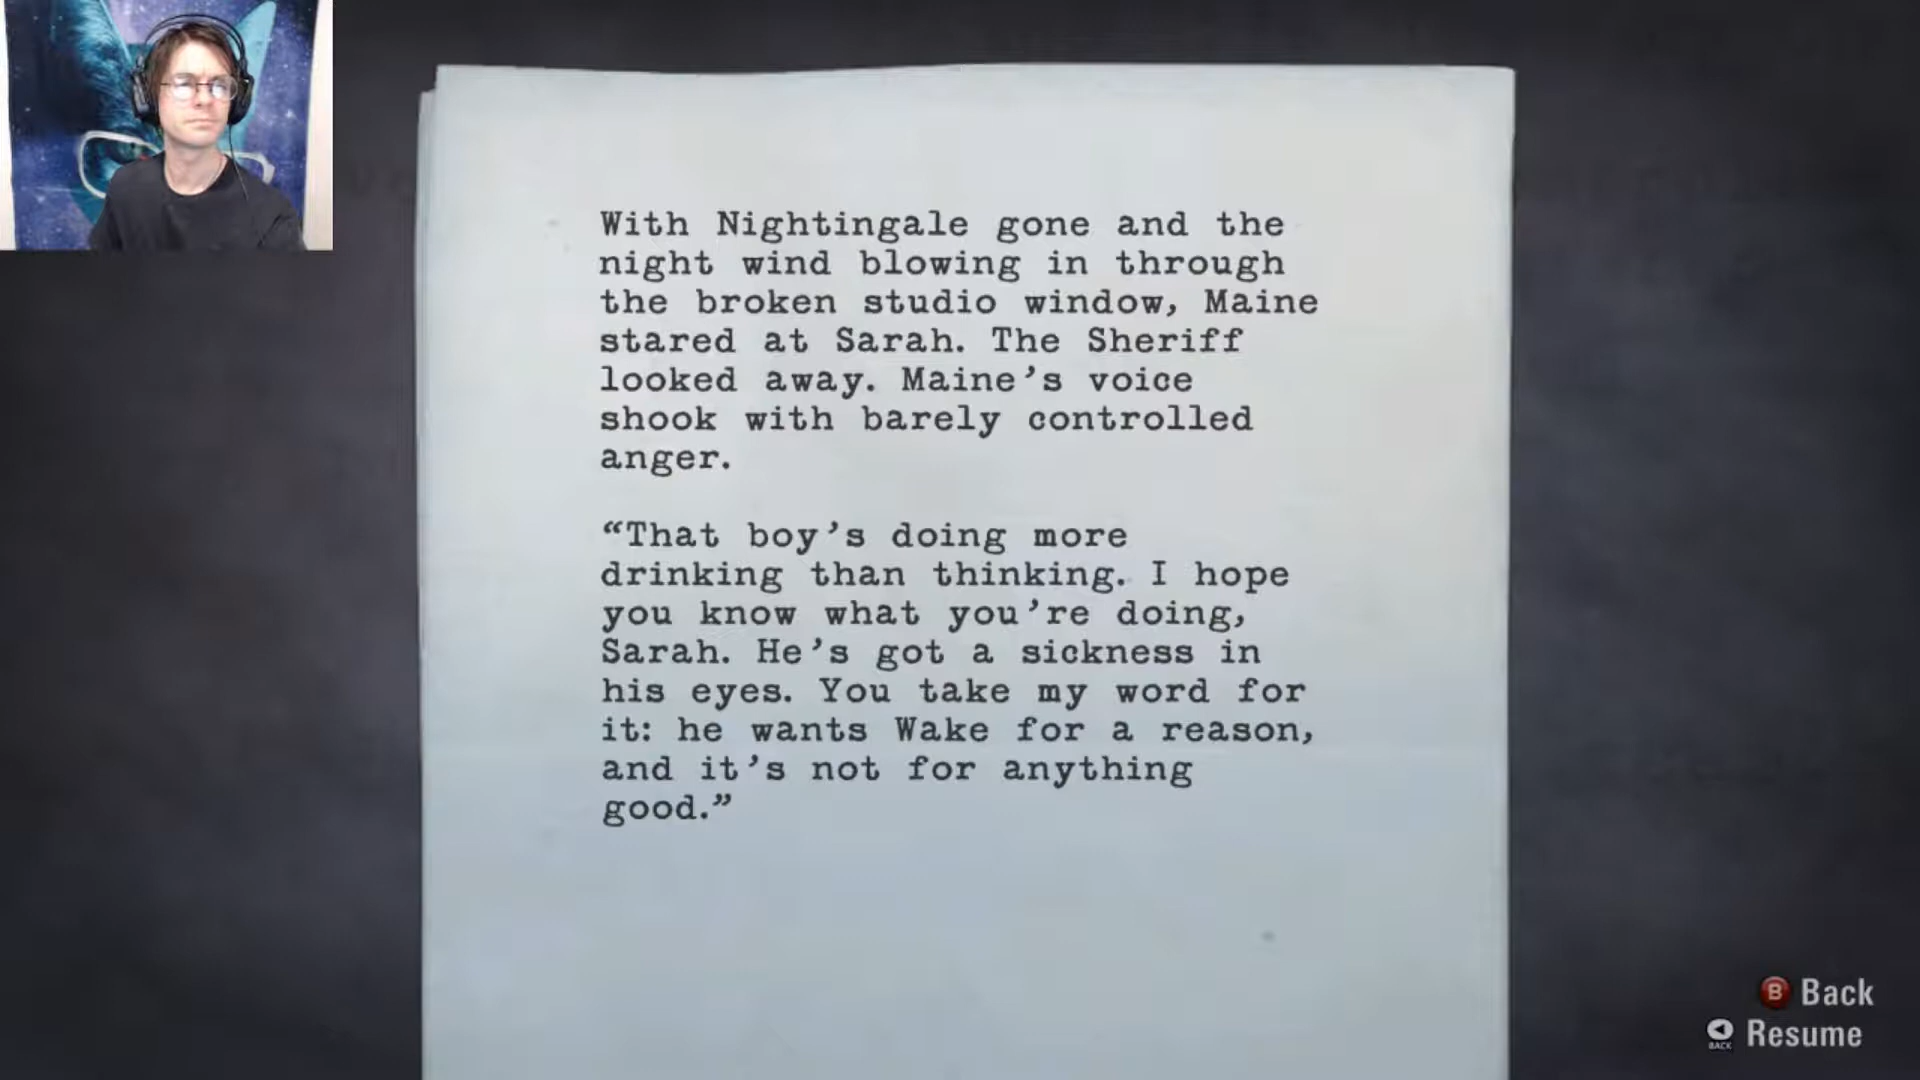 With Nightingale gone and the
night wind blowing in through
the broken studio window, Maine
stared at Sarah. The Sheriff
looked away. Maine’s voice
shook with barely controlled
anger.
“That boy’s doing more
drinking than thinking. I hope
you know what you’re doing,
Sarah. He’s got a sickness in
his eyes. You take my word for
it: he wants Wake for a reason,
and it’s not for anything
good.”
B Back
BACK Resume